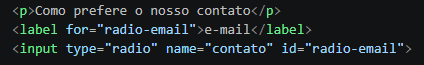 <p>Como prefere o nosso contato</p>
<label for="radio-email">e-mail</label>
<input type="radio" name="contato" id="radio-email">